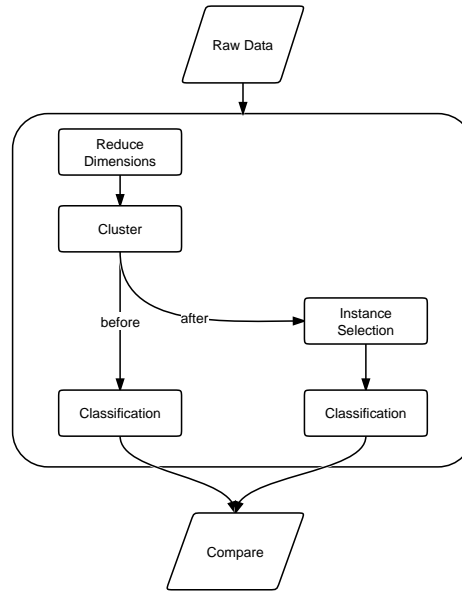 Raw Data
Reduce
Dimensions
Cluster
before
after
Instance
Selection
Classification
Classification
Compare